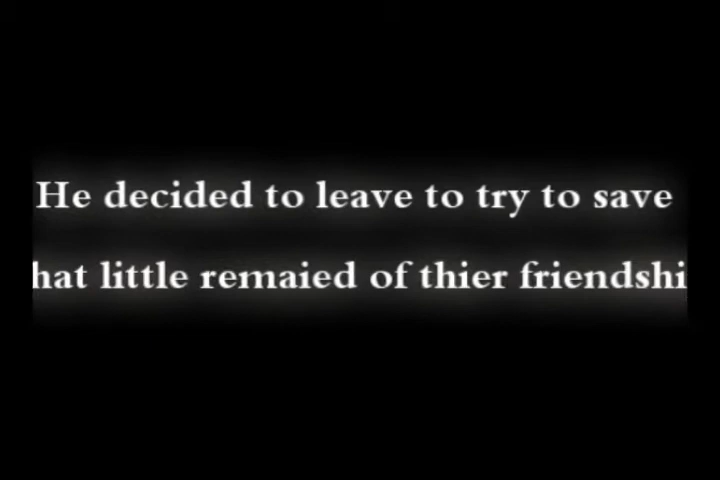 He decided to leave to try to save
hat little remaied of thier friendshi